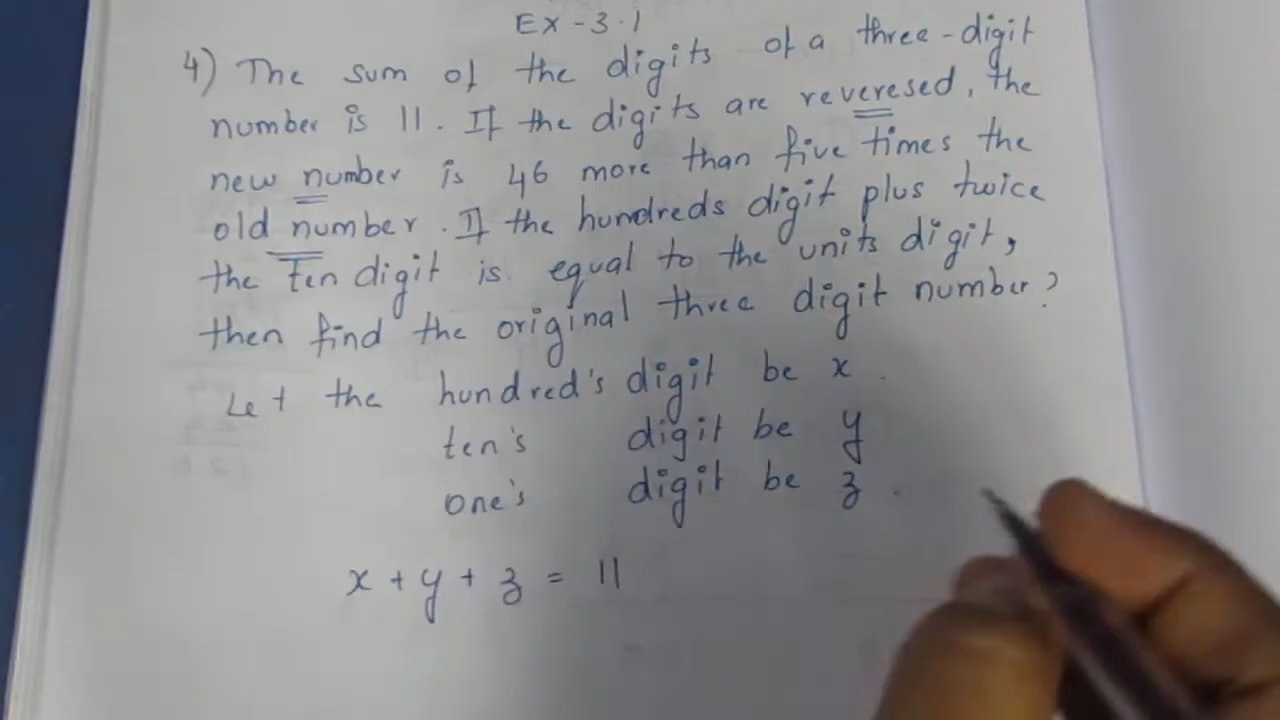 Ex - 3.1
4) The sum of the digits of a three-digit
number is 11. If the digits are reveresed, the
new number is 46 more than five times the
old number. If the hundreds digit plus twice
the ten digit is equal to the units digit,
then find the original three digit number?
Let the hundred's digit be x.
ten's digit be y
one's digit be z.
x + y + z = 11